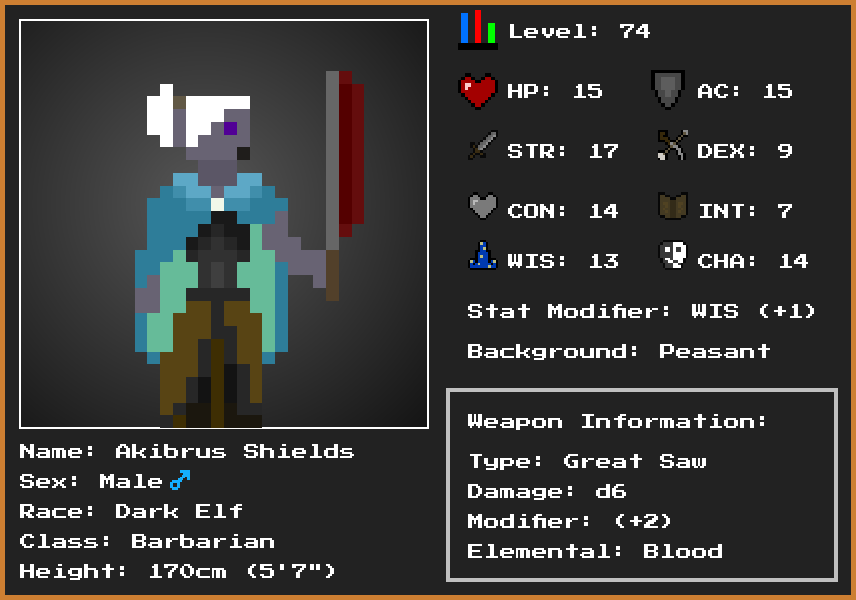 Level: 74
HP: 15
AC: 15
STR: 17
DEX: 9
CON: 14
INT: 7
WIS: 13
CHA: 14
Stat Modifier: WIS (+1)
Background: Peasant
Weapon Information:
Type: Great Saw
Damage: d6
Modifier: (+2)
Elemental: Blood
Name: Akibrus Shields
Sex: Male ♂
Race: Dark Elf
Class: Barbarian
Height: 170cm (5'7")